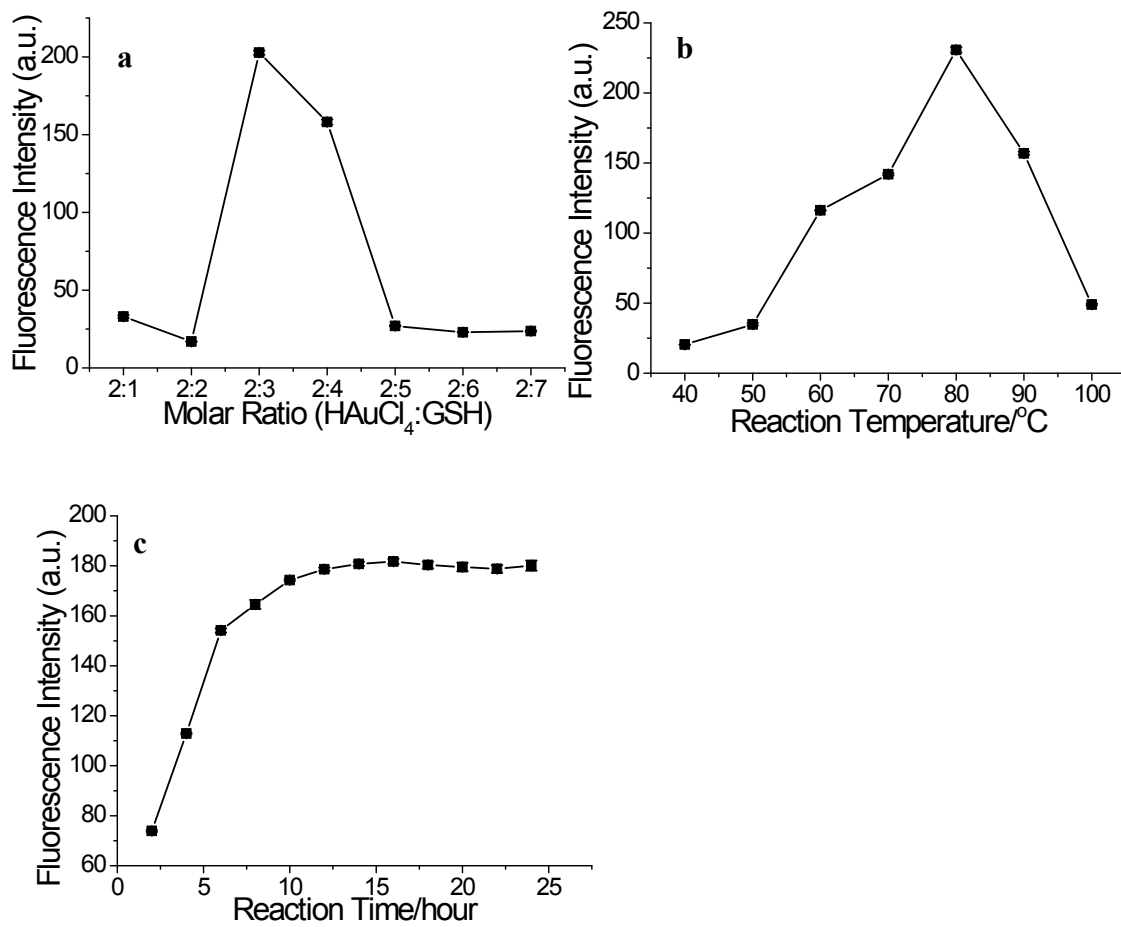 a
Fluorescence Intensity (a.u.)
200
150
100
50
0
2:1 2:2 2:3 2:4 2:5 2:6 2:7
Molar Ratio (HAuCl4:GSH)
b
Fluorescence Intensity (a.u.)
250
200
150
100
50
0
40 50 60 70 80 90 100
Reaction Temperature/°C
c
Fluorescence Intensity (a.u.)
200
180
160
140
120
100
80
60
0 5 10 15 20 25
Reaction Time/hour